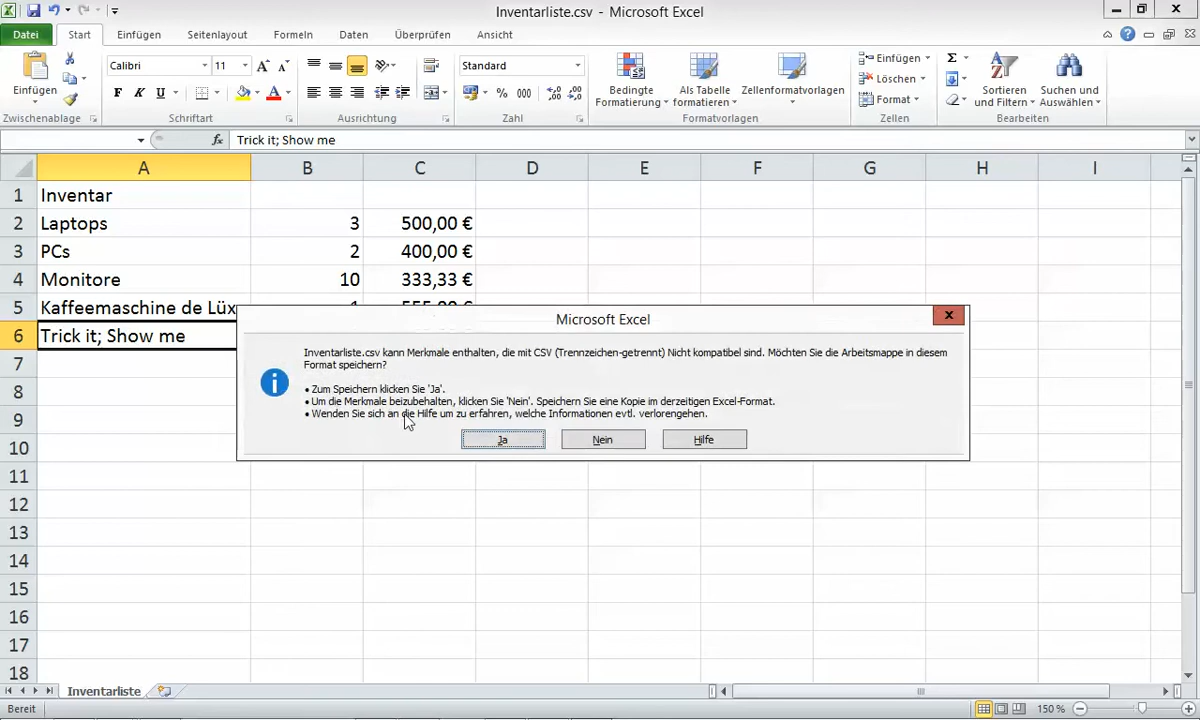 Inventarliste.csv - Microsoft Excel
Datei Start Einfügen Seitenlayout Formeln Daten Überprüfen Ansicht
Einfügen
Zwischenablage
Calibri 11
F K U
Schriftart
Ausrichtung
Standard
% 000
Zahl
Bedingte Formatierung
Als Tabelle formatieren
Zellenformatvorlagen
Formatvorlagen
Einfügen
Löschen
Format
Zellen
Σ
Sortieren und Filtern
Suchen und Auswählen
Bearbeiten
fx Trick it; Show me
A B C D E F G H I
1 Inventar
2 Laptops 3 500,00 €
3 PCs 2 400,00 €
4 Monitore 10 333,33 €
5 Kaffeemaschine de Lüx
6 Trick it; Show me
7
8
9
10
11
12
13
14
15
16
17
18
Microsoft Excel
Inventarliste.csv kann Merkmale enthalten, die mit CSV (Trennzeichen-getrennt) Nicht kompatibel sind. Möchten Sie die Arbeitsmappe in diesem
Format speichern?
• Zum Speichern klicken Sie 'Ja'.
• Um die Merkmale beizubehalten, klicken Sie 'Nein'. Speichern Sie eine Kopie im derzeitigen Excel-Format.
• Wenden Sie sich an die Hilfe um zu erfahren, welche Informationen evtl. verlorengehen.
Ja Nein Hilfe
Inventarliste
Bereit 150 %